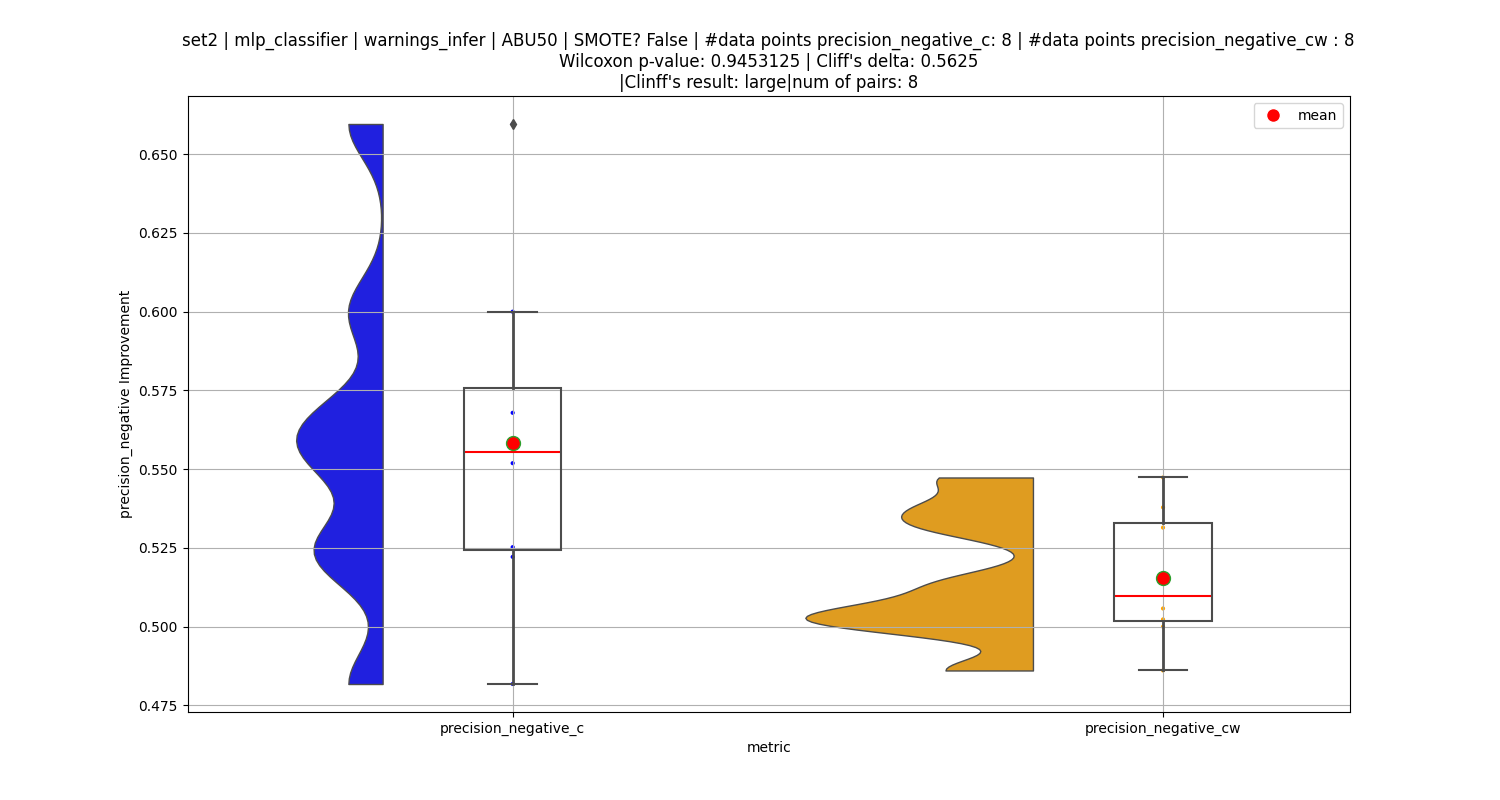 set2 | mlp_classifier | warnings_infer | ABU50 | SMOTE? False | #data points precision_negative_c: 8 | #data points precision_negative_cw : 8
Wilcoxon p-value: 0.9453125 | Cliff's delta: 0.5625
|Clinff's result: large|num of pairs: 8
mean
0.650
0.625
0.600
0.575
0.550
0.525
0.500
0.475
precision_negative Improvement
precision_negative_c
precision_negative_cw
metric